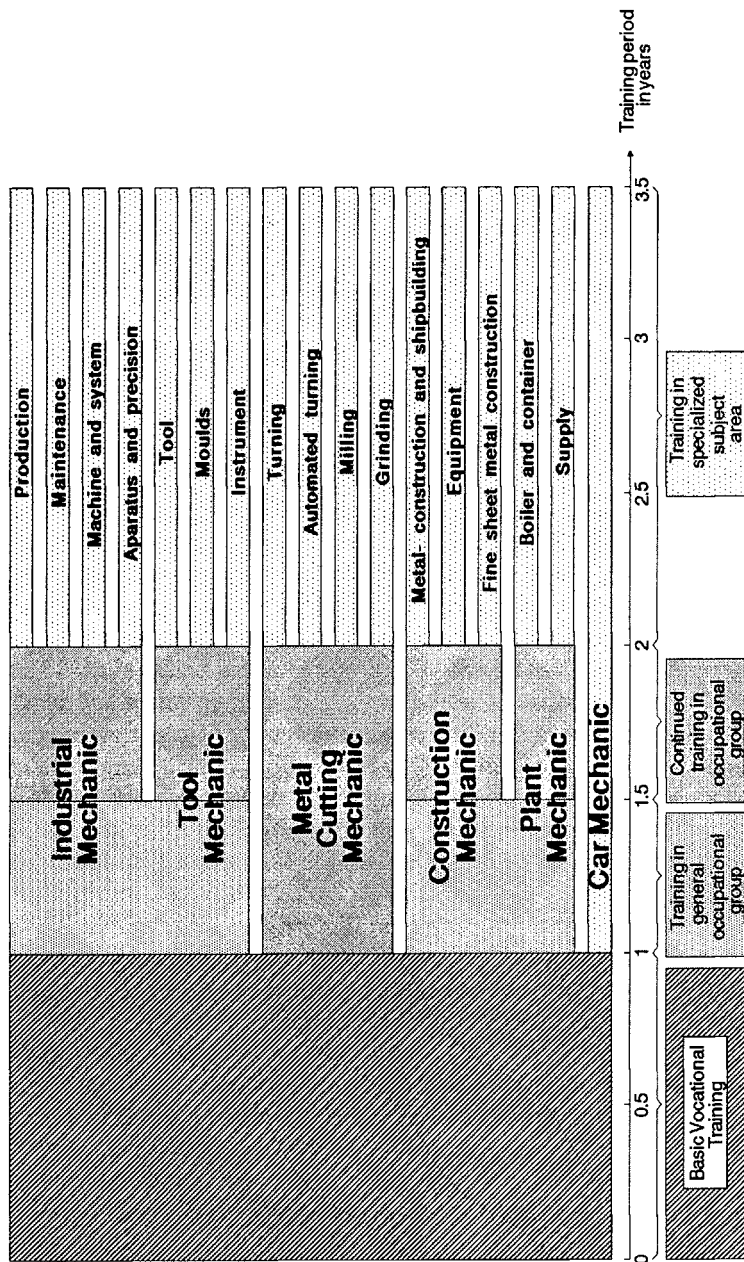 Production
Maintenance
Machine and system
Aparatus and precision
Tool
Moulds
Instrument
Turning
Automated turning
Milling
Grinding
Metal- construction and shipbuilding
Equipment
Fine sheet metal construction
Boiler and container
Supply
Industrial
Mechanic
Tool
Mechanic
Metal
Cutting
Mechanic
Construction
Mechanic
Plant
Mechanic
Car Mechanic
0
0.5
1
1.5
2
2.5
3
3.5
Training period
in years
Basic Vocational
Training
Training in
general
occupational
group
Continued
training in
occupational
group
Training in
specialized
subject
area